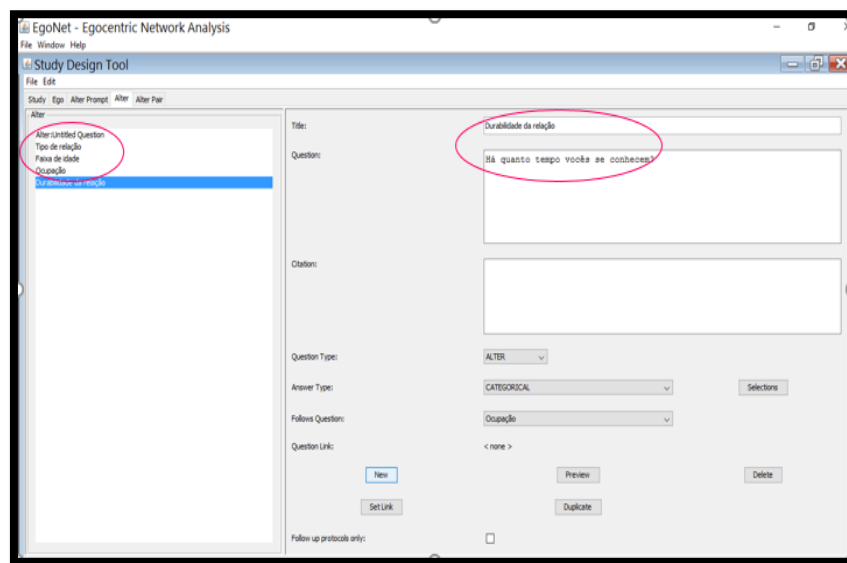 EgoNet - Egocentric Network Analysis
File Window Help
Study Design Tool
File Edit
Study Ego Alter Prompt Alter Alter Pair
Alter
Alter:Untitled Question
Tipo de relação
Faixa de idade
Ocupação
Durabilidade da relação
Title: Durabilidade da relação
Question: Há quanto tempo vocês se conhecem?
Citation:
Question Type: ALTER
Answer Type: CATEGORICAL Selections
Follows Question: Ocupação
Question Link: < none >
New Preview Delete
Set Link Duplicate
Follow up protocols only: